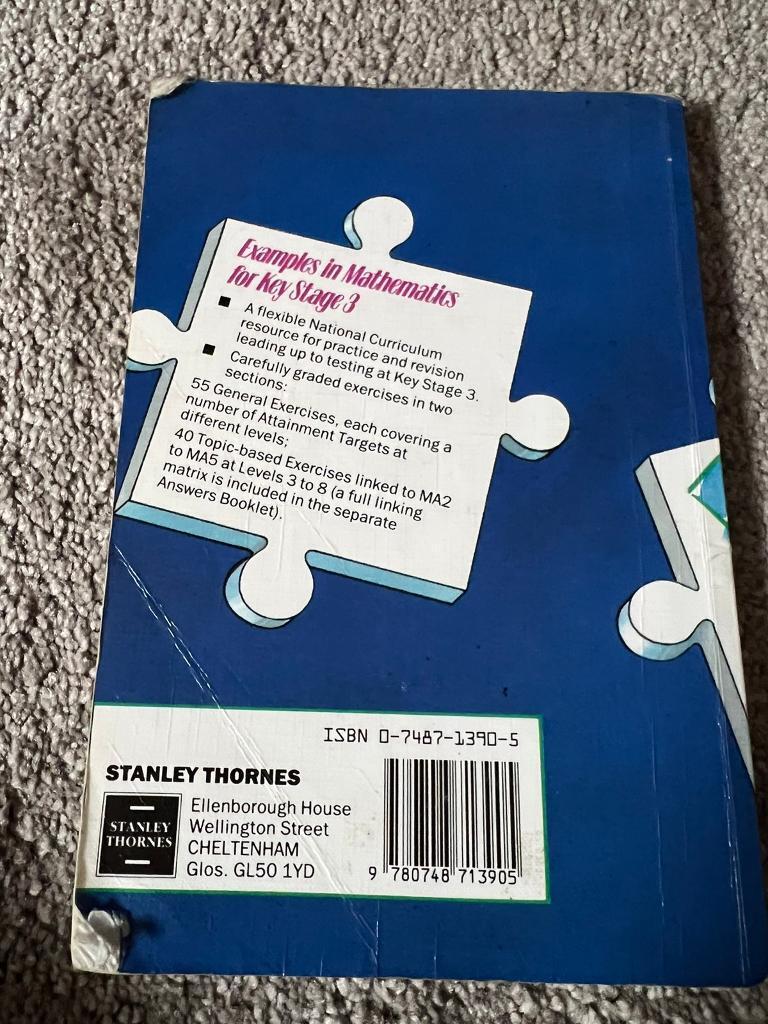 Examples in Mathematics
for Key Stage 3
■ A flexible National Curriculum
resource for practice and revision
leading up to testing at Key Stage 3.
■ Carefully graded exercises in two
sections:
55 General Exercises, each covering a
number of Attainment Targets at
different levels;
40 Topic-based Exercises linked to MA2
to MA5 at Levels 3 to 8 (a full linking
matrix is included in the separate
Answers Booklet).
ISBN 0-7487-1390-5
STANLEY THORNES
STANLEY
THORNES
Ellenborough House
Wellington Street
CHELTENHAM
Glos. GL50 1YD
9 780748 713905